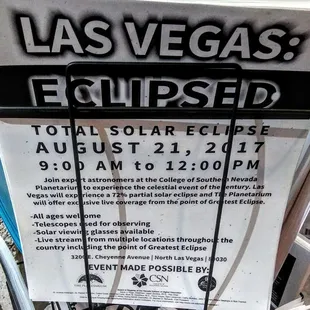 LAS VEGAS:
ECLIPSED
TOTAL SOLAR ECLIPSE
AUGUST 21, 2017
9:00 AM to 12:00 PM
Join expert astronomers at the College of Southern Nevada
Planetarium to experience the celestial event of the century. Las
Vegas will experience a 72% partial solar eclipse and The Planetarium
will offer exclusive live coverage from the point of Greatest Eclipse.
-All ages welcome
-Telescopes used for observing
-Solar viewing glasses available
-Live streams from multiple locations throughout the
country including the point of Greatest Eclipse
3200 E. Cheyenne Avenue | North Las Vegas | 89030
EVENT MADE POSSIBLE BY:
CSN